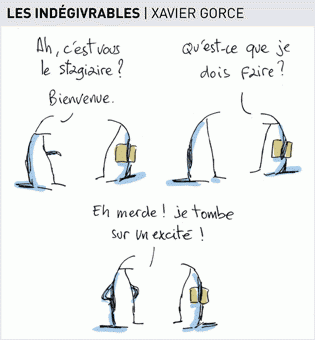 LES INDÉGIVRABLES | XAVIER GORCE
Ah, c'est vous
le stagiaire ?
Bienvenue.
Qu'est-ce que je
dois faire ?
Eh merde ! je tombe
sur un excité !